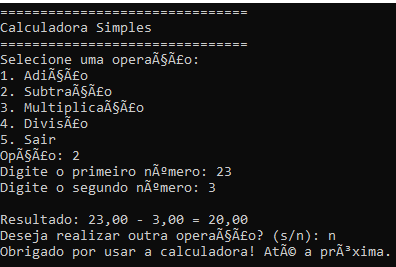 ===============================
Calculadora Simples
===============================
Selecione uma operaÃ§Ã£o:
1. AdiÃ§Ã£o
2. SubtraÃ§Ã£o
3. MultiplicaÃ§Ã£o
4. DivisÃ£o
5. Sair
OpÃ§Ã£o: 2
Digite o primeiro nÃºmero: 23
Digite o segundo nÃºmero: 3
Resultado: 23,00 - 3,00 = 20,00
Deseja realizar outra operaÃ§Ã£o? (s/n): n
Obrigado por usar a calculadora! AtÃ© a prÃ³xima.